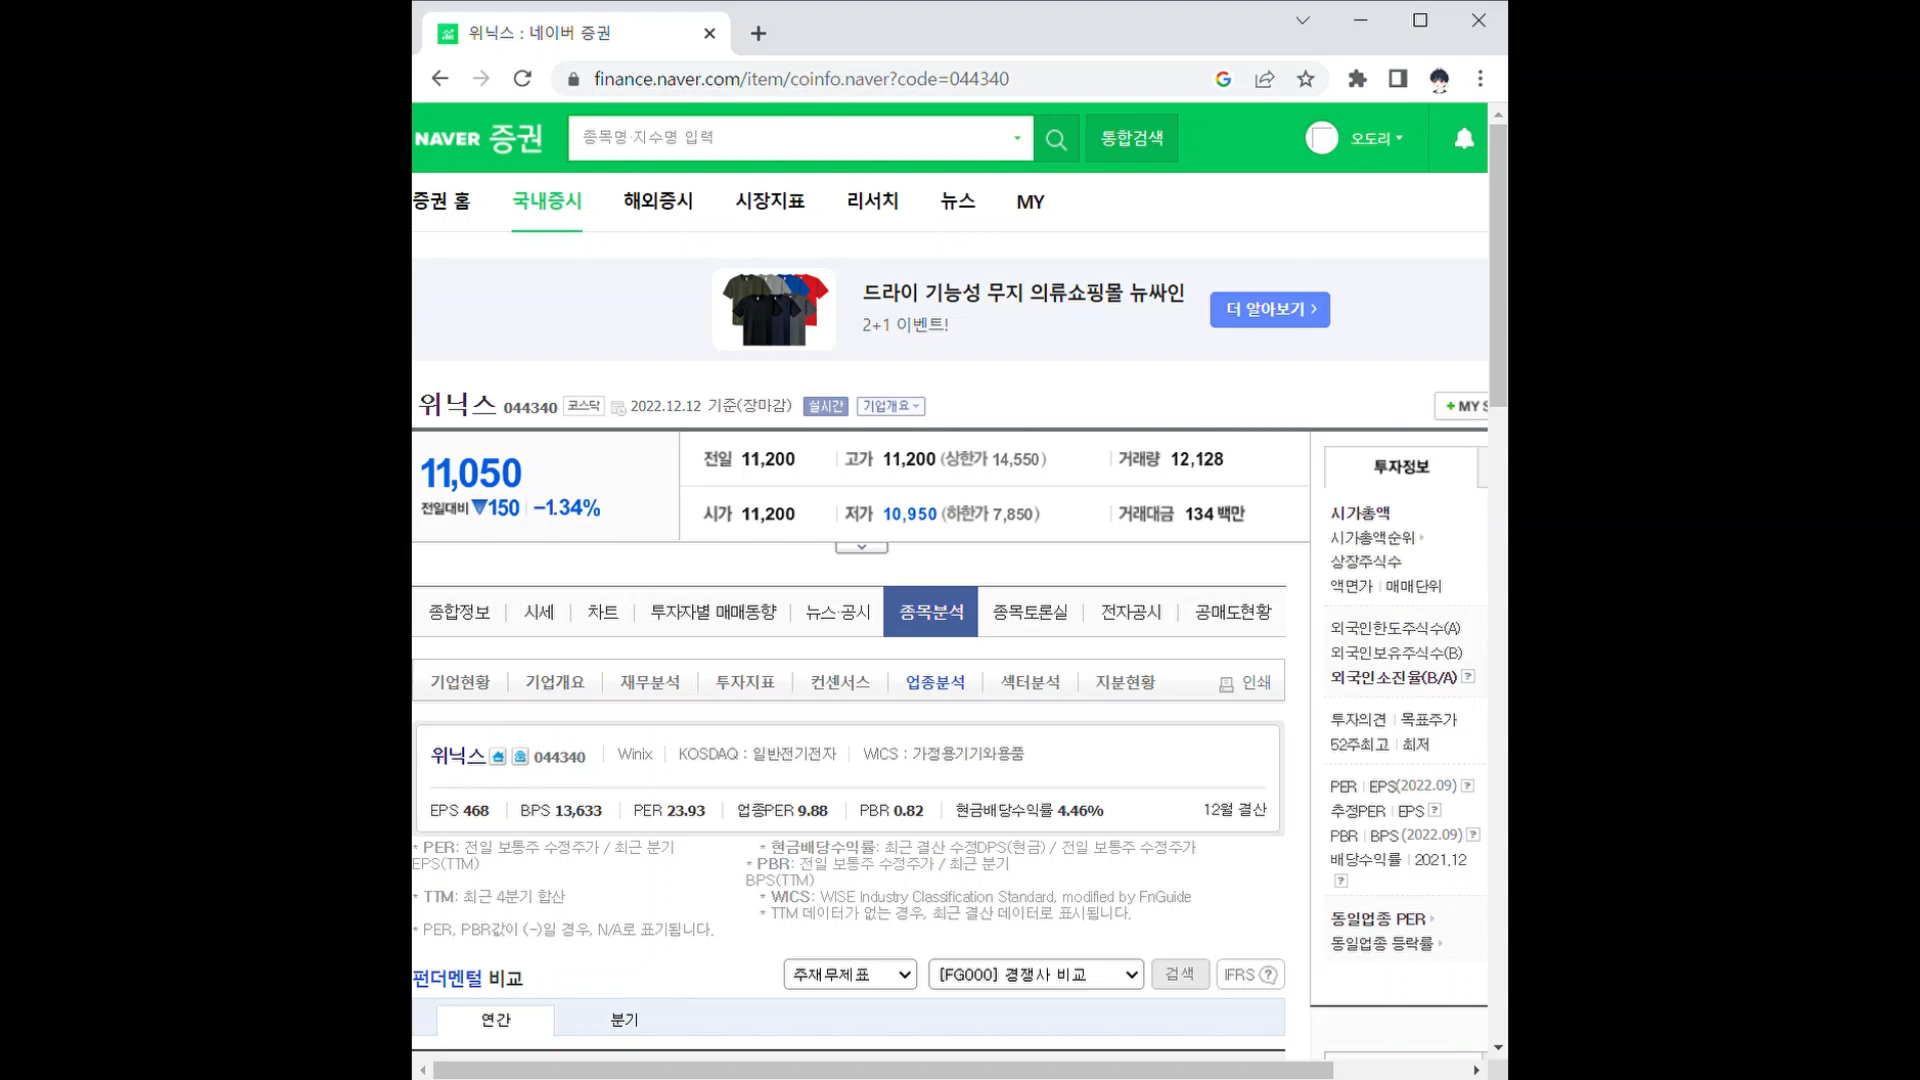 위닉스 : 네이버 증권
finance.naver.com/item/coinfo.naver?code=044340
NAVER 증권
종목명·지수명 입력
통합검색
오도리
증권 홈 국내증시 해외증시 시장지표 리서치 뉴스 MY
드라이 기능성 무지 의류쇼핑몰 뉴싸인
2+1 이벤트!
더 알아보기 >
위닉스 044340 코스닥 2022.12.12 기준(장마감) 실시간 기업개요
+ MY S
11,050
전일대비 ▼150 | -1.34%
전일 11,200 | 고가 11,200 (상한가 14,550) | 거래량 12,128
시가 11,200 | 저가 10,950 (하한가 7,850) | 거래대금 134 백만
투자정보
시가총액
시가총액순위
상장주식수
액면가 | 매매단위
외국인한도주식수(A)
외국인보유주식수(B)
외국인소진율(B/A) ?
투자의견 | 목표주가
52주최고 | 최저
PER | EPS(2022.09) ?
추정PER | EPS ?
PBR | BPS (2022.09) ?
배당수익률 | 2021.12
?
동일업종 PER
동일업종 등락률
종합정보 | 시세 | 차트 | 투자자별 매매동향 | 뉴스·공시 종목분석 종목토론실 | 전자공시 | 공매도현황
기업현황 | 기업개요 | 재무분석 | 투자지표 | 컨센서스 | 업종분석 | 섹터분석 | 지분현황 인쇄
위닉스 044340 | Winix | KOSDAQ : 일반전기전자 | WICS : 가정용기기와용품
EPS 468 | BPS 13,633 | PER 23.93 | 업종PER 9.88 | PBR 0.82 | 현금배당수익률 4.46% 12월 결산
* PER: 전일 보통주 수정주가 / 최근 분기
EPS(TTM)
* TTM: 최근 4분기 합산
* PER, PBR값이 (-)일 경우, N/A로 표기됩니다.
* 현금배당수익률: 최근 결산 수정DPS(현금) / 전일 보통주 수정주가
* PBR: 전일 보통주 수정주가 / 최근 분기
BPS(TTM)
* WICS: WISE Industry Classification Standard, modified by FnGuide
* TTM 데이터가 없는 경우, 최근 결산 데이터로 표시됩니다.
펀더멘털 비교
주재무제표 [FG000] 경쟁사 비교 검색 IFRS ?
연간 분기